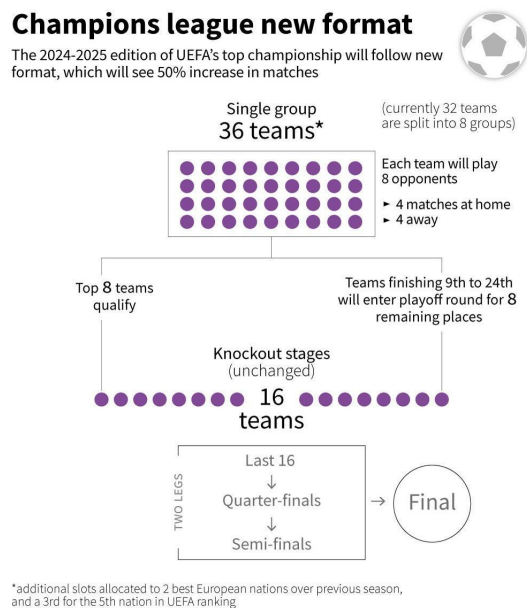 Champions league new format
The 2024-2025 edition of UEFA's top championship will follow new
format, which will see 50% increase in matches
Single group
36 teams*
(currently 32 teams
are split into 8 groups)
Each team will play
8 opponents
► 4 matches at home
► 4 away
Top 8 teams
qualify
Teams finishing 9th to 24th
will enter playoff round for 8
remaining places
Knockout stages
(unchanged)
16
teams
TWO LEGS
Last 16
↓
Quarter-finals
↓
Semi-finals
→
Final
*additional slots allocated to 2 best European nations over previous season,
and a 3rd for the 5th nation in UEFA ranking